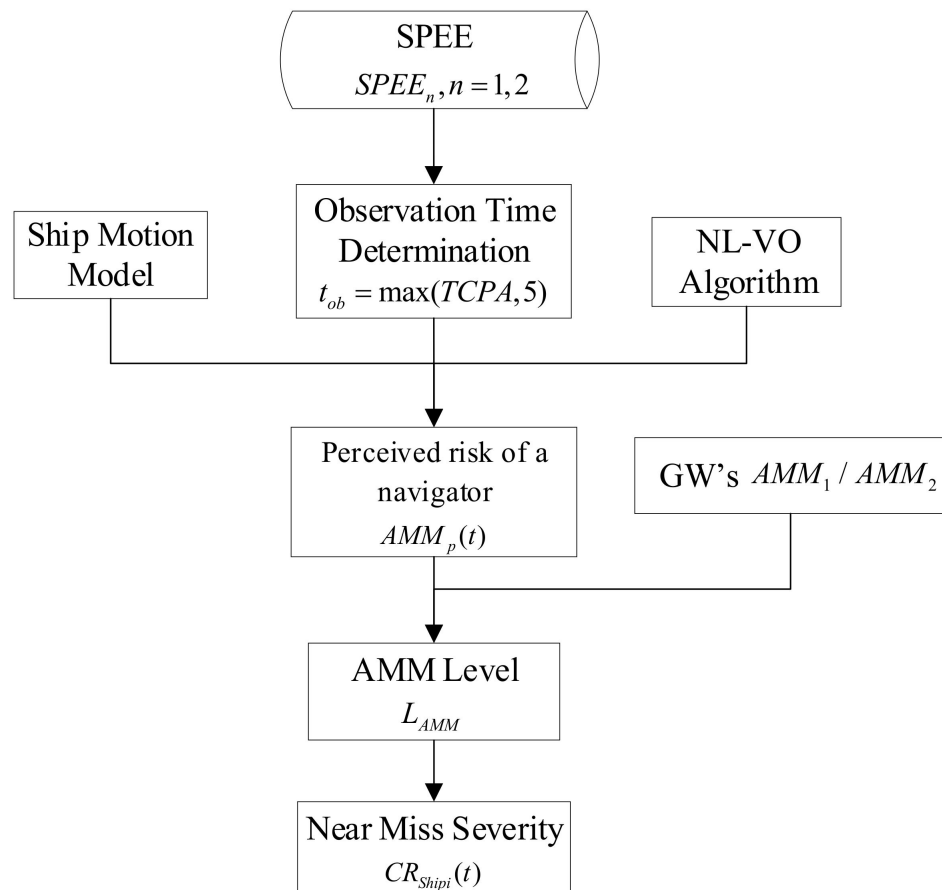 SPEE
SPEE_n, n = 1, 2
Observation Time
Determination
t_ob = max(TCPA, 5)
Ship Motion
Model
NL-VO
Algorithm
Perceived risk of a
navigator
AMM_p(t)
GW's AMM_1 / AMM_2
AMM Level
L_AMM
Near Miss Severity
CR_Shipi(t)